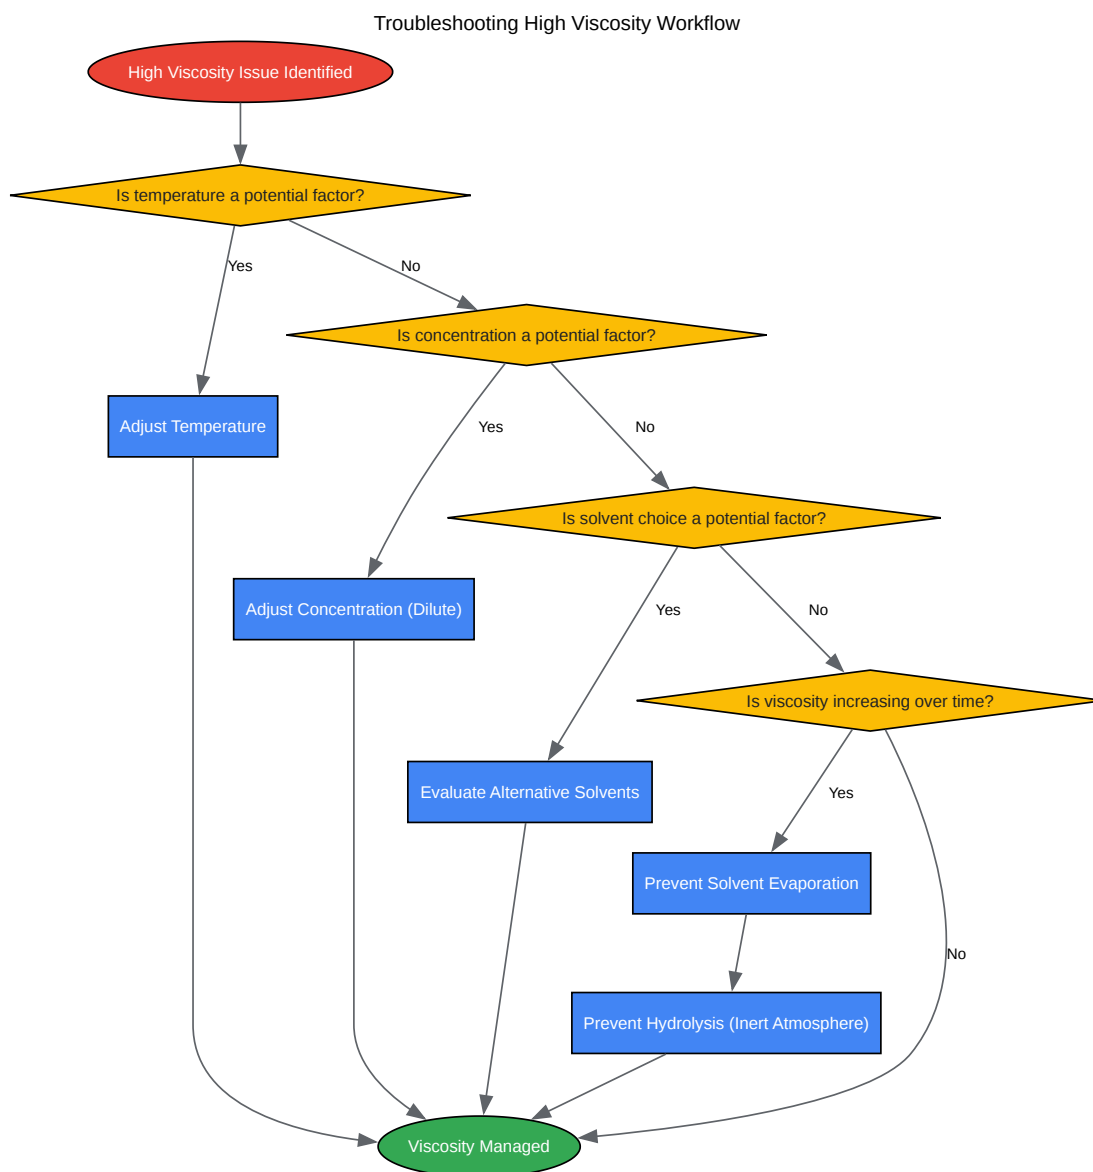 Troubleshooting High Viscosity Workflow
High Viscosity Issue Identified
Is temperature a potential factor?
Yes
No
Is concentration a potential factor?
Adjust Temperature
Yes
No
Is solvent choice a potential factor?
Adjust Concentration (Dilute)
Yes
No
Is viscosity increasing over time?
Evaluate Alternative Solvents
Yes
Prevent Solvent Evaporation
No
Prevent Hydrolysis (Inert Atmosphere)
Viscosity Managed